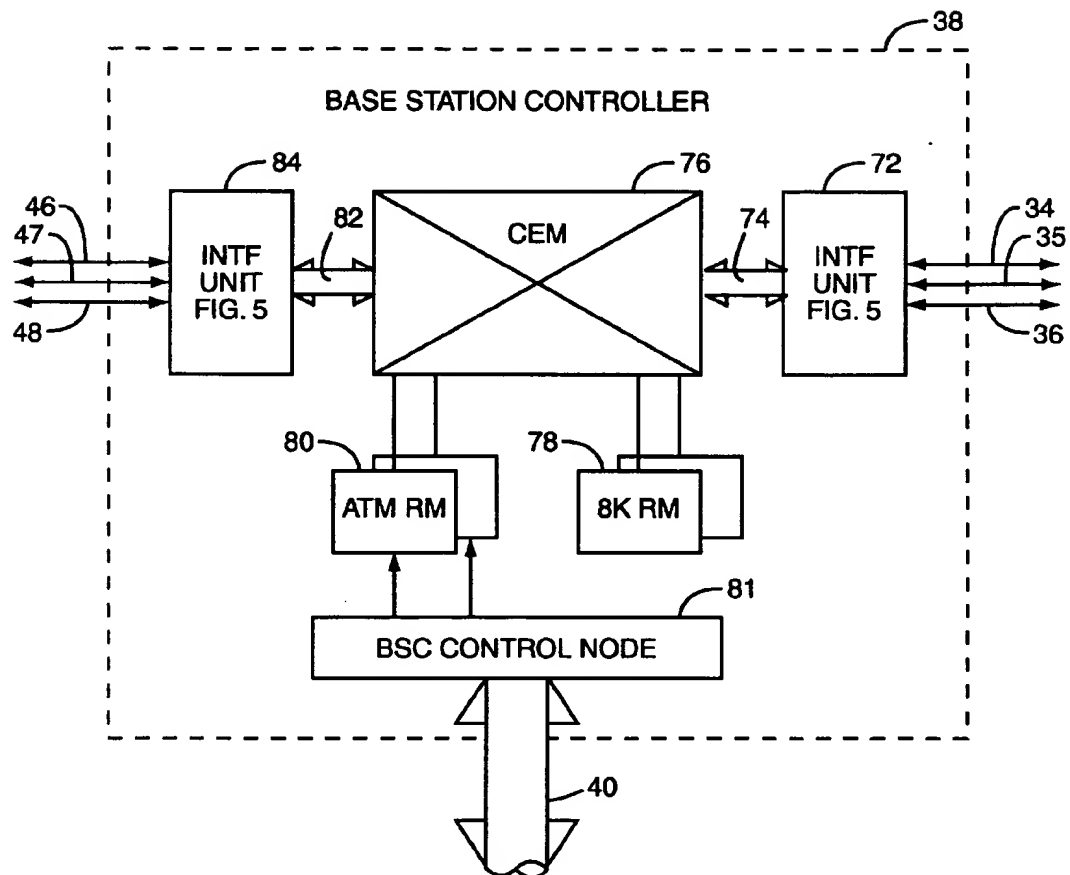 38
BASE STATION CONTROLLER
84
76
72
46
47
48
INTF
UNIT
FIG. 5
82
CEM
74
INTF
UNIT
FIG. 5
34
35
36
80
ATM RM
78
8K RM
81
BSC CONTROL NODE
40